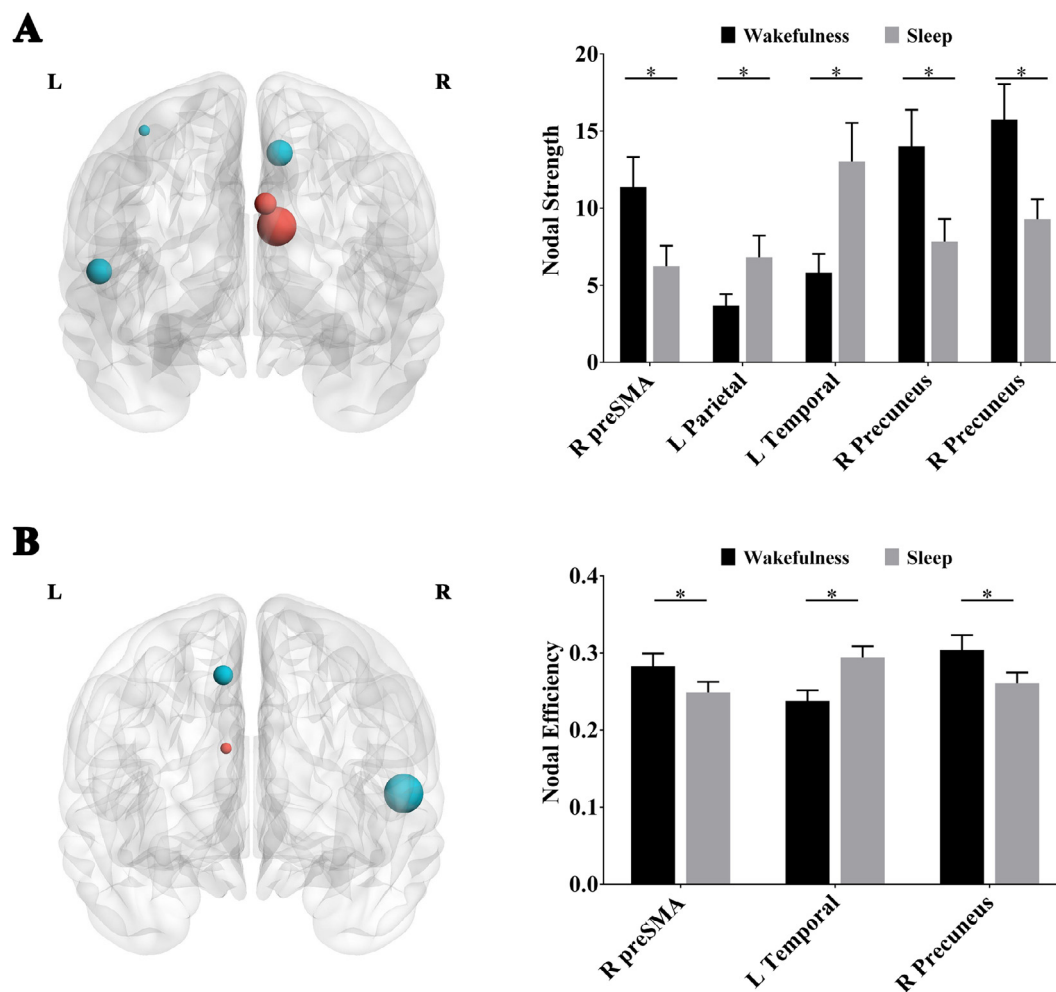 A
L
R
Wakefulness
Sleep
Nodal Strength
20
15
10
5
0
*
*
*
*
*
R preSMA
L Parietal
L Temporal
R Precuneus
R Precuneus
B
L
R
Wakefulness
Sleep
Nodal Efficiency
0.4
0.3
0.2
0.1
0.0
*
*
*
R preSMA
L Temporal
R Precuneus